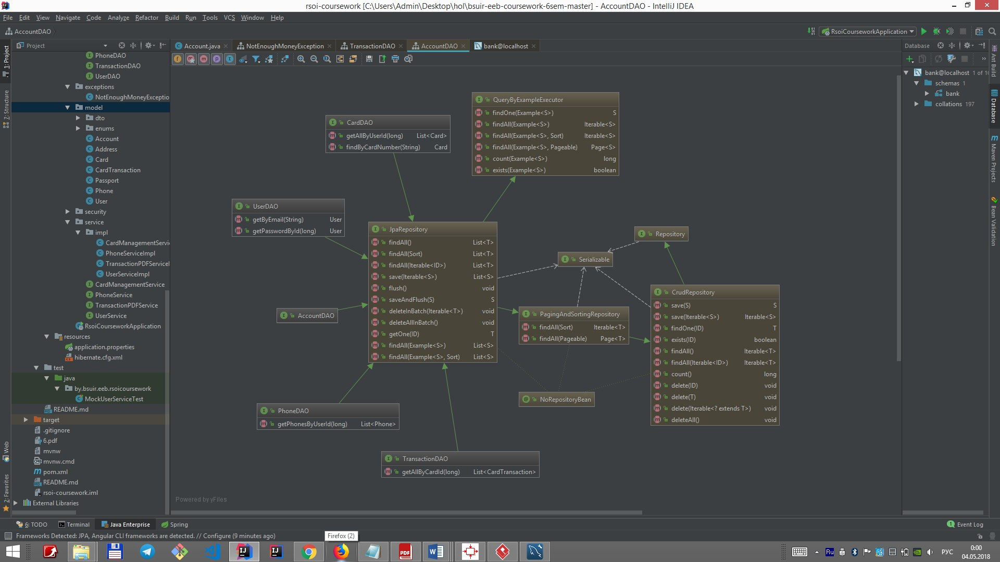 rsoi-coursework [C:\Users\Admin\Desktop\hol\bsuir-eeb-coursework-6sem-master] - AccountDAO - IntelliJ IDEA
File Edit View Navigate Code Analyze Refactor Build Run Tools VCS Window Help
AccountDAO
RsoiCourseworkApplication
1: Project
7: Structure
Web
2: Favorites
Project
PhoneDAO
TransactionDAO
UserDAO
exceptions
NotEnoughMoneyExceptio
model
dto
enums
Account
Address
Card
CardTransaction
Passport
Phone
User
security
service
impl
CardManagementServi
PhoneServiceImpl
TransactionPDFServiceI
UserServiceImpl
CardManagementService
PhoneService
TransactionPDFService
UserService
RsoiCourseworkApplication
resources
application.properties
hibernate.cfg.xml
test
java
by.bsuir.eeb.rsoicoursework
MockUserServiceTest
README.md
target
.gitignore
6.pdf
mvnw
mvnw.cmd
pom.xml
README.md
rsoi-coursework.iml
External Libraries
Account.java NotEnoughMoneyException TransactionDAO AccountDAO bank@localhost
QueryByExampleExecutor
findOne(Example<S>) S
findAll(Example<S>) Iterable<S>
findAll(Example<S>, Sort) Iterable<S>
findAll(Example<S>, Pageable) Page<S>
count(Example<S>) long
exists(Example<S>) boolean
CardDAO
getAllByUserId(long) List<Card>
findByCardNumber(String) Card
UserDAO
getByEmail(String) User
getPasswordById(long) User
JpaRepository
findAll() List<T>
findAll(Sort) List<T>
findAll(Iterable<ID>) List<T>
save(Iterable<S>) List<S>
flush() void
saveAndFlush(S) S
deleteInBatch(Iterable<T>) void
deleteAllInBatch() void
getOne(ID) T
findAll(Example<S>) List<S>
findAll(Example<S>, Sort) List<S>
Repository
Serializable
CrudRepository
save(S) S
save(Iterable<S>) Iterable<S>
findOne(ID) T
exists(ID) boolean
findAll() Iterable<T>
findAll(Iterable<ID>) Iterable<T>
count() long
delete(ID) void
delete(T) void
delete(Iterable<? extends T>) void
deleteAll() void
AccountDAO
PagingAndSortingRepository
findAll(Sort) Iterable<T>
findAll(Pageable) Page<T>
NoRepositoryBean
PhoneDAO
getPhonesByUserId(long) List<Phone>
TransactionDAO
getAllByCardId(long) List<CardTransaction>
Powered by yFiles
Database
bank@localhost 1 of 1
schemas 1
bank
collations 197
Ant Build
Database
Maven Projects
Bean Validation
6: TODO Terminal Java Enterprise Spring
Event Log
Frameworks Detected: JPA, Angular CLI frameworks are detected. // Configure (9 minutes ago)
Firefox (2)
Ru
РУС
0:00
04.05.2018